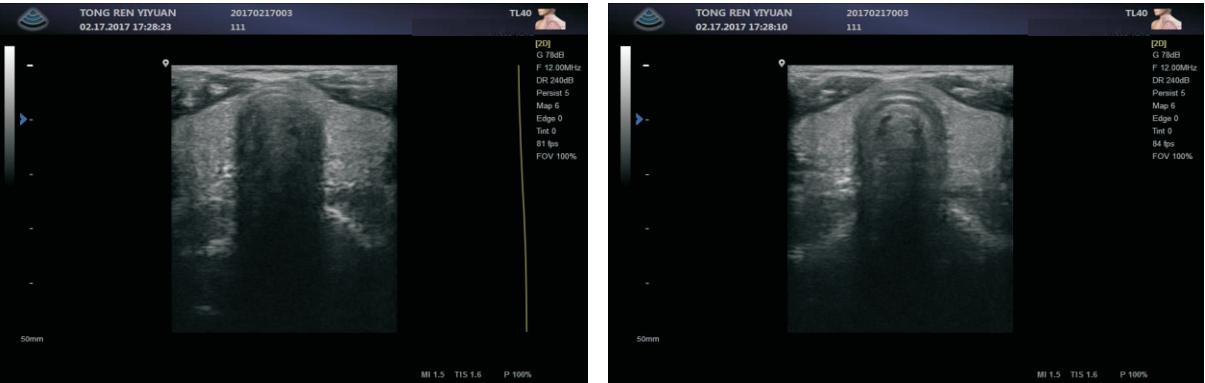 TONG REN YIYUAN 20170217003 TL40
02.17.2017 17:28:23 111
[2D]
G 78dB
F 12.00MHz
DR 240dB
Persist 5
Map 6
Edge 0
Tint 0
81 fps
FOV 100%
50mm
MI 1.5 TIS 1.6 P 100%
TONG REN YIYUAN 20170217003 TL40
02.17.2017 17:28:10 111
[2D]
G 78dB
F 12.00MHz
DR 240dB
Persist 5
Map 6
Edge 0
Tint 0
84 fps
FOV 100%
50mm
MI 1.5 TIS 1.6 P 100%